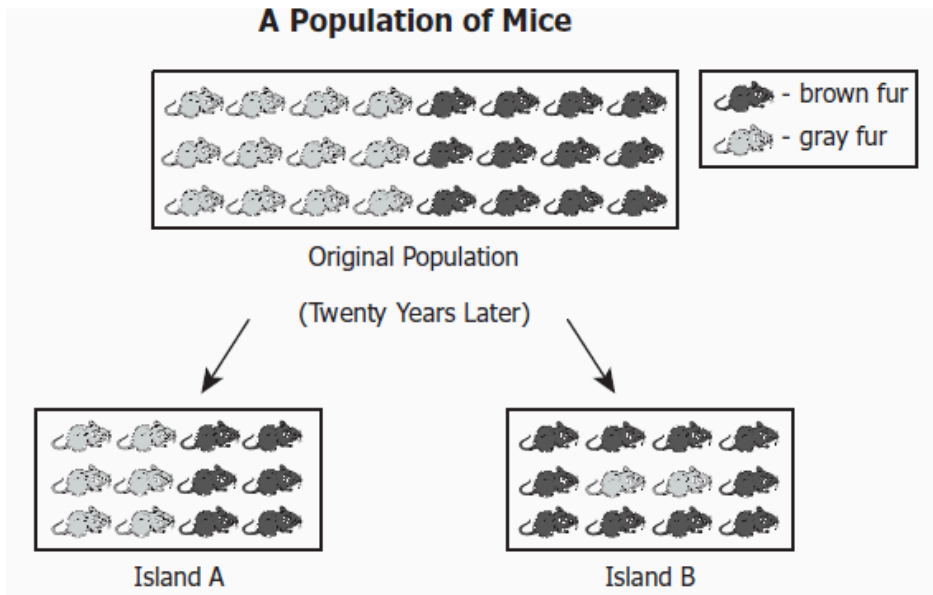 A Population of Mice
- brown fur
- gray fur
Original Population
(Twenty Years Later)
Island A
Island B